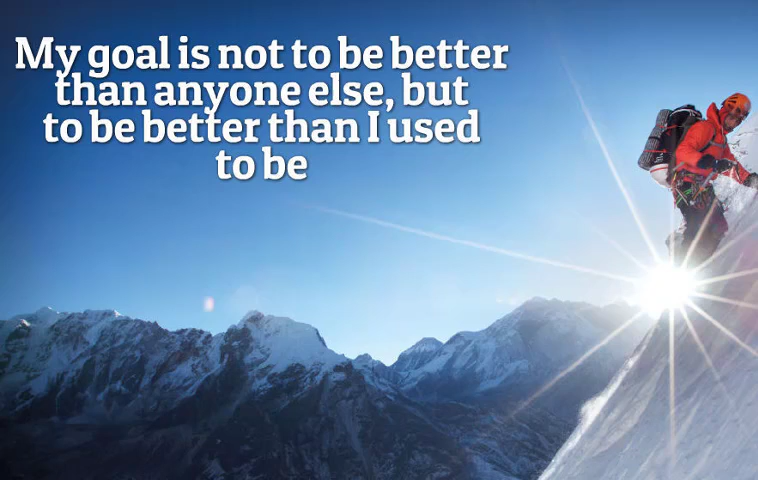 My goal is not to be better
than anyone else, but
to be better than I used
to be